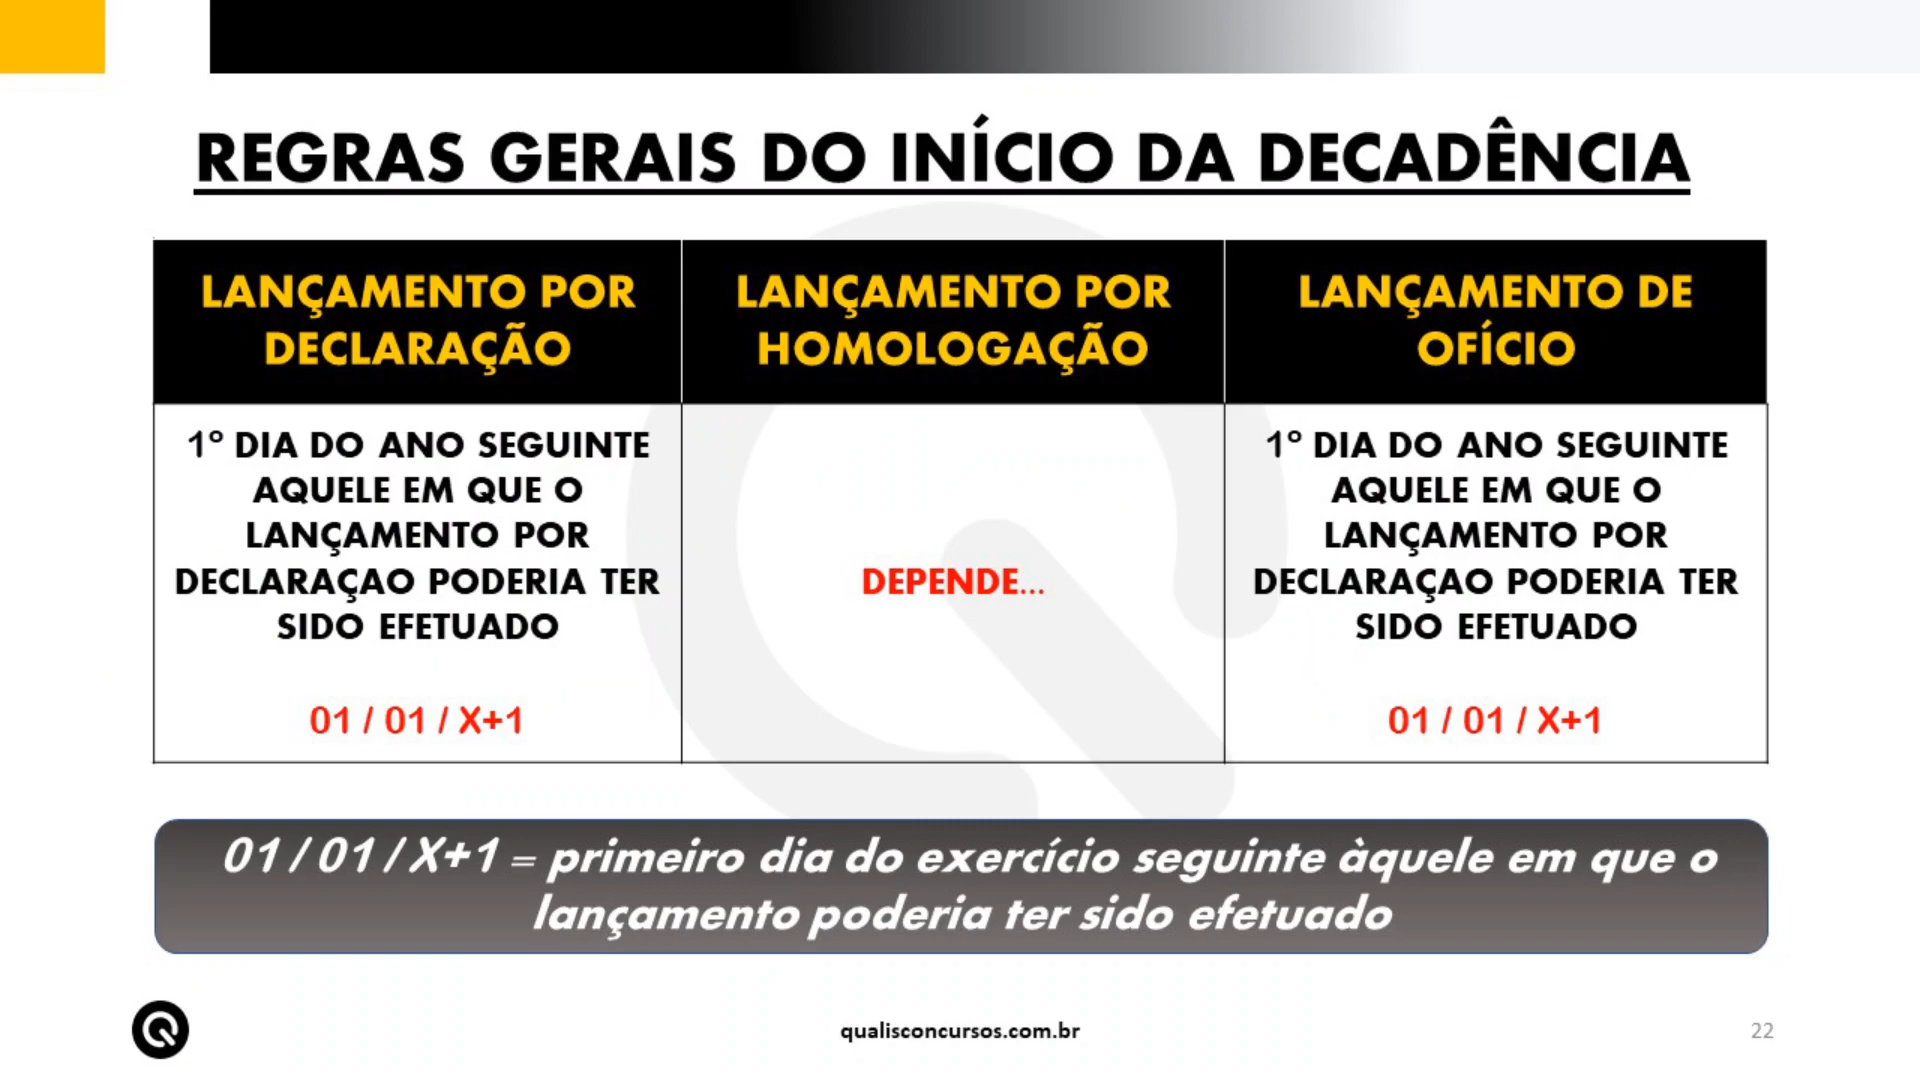 REGRAS GERAIS DO INÍCIO DA DECADÊNCIA
LANÇAMENTO POR
DECLARAÇÃO
LANÇAMENTO POR
HOMOLOGAÇÃO
LANÇAMENTO DE
OFÍCIO
1º DIA DO ANO SEGUINTE
AQUELE EM QUE O
LANÇAMENTO POR
DECLARAÇAO PODERIA TER
SIDO EFETUADO
01 / 01 / X+1
DEPENDE...
1º DIA DO ANO SEGUINTE
AQUELE EM QUE O
LANÇAMENTO POR
DECLARAÇAO PODERIA TER
SIDO EFETUADO
01 / 01 / X+1
01 / 01 / X+1 = primeiro dia do exercício seguinte àquele em que o
lançamento poderia ter sido efetuado
qualisconcursos.com.br
22